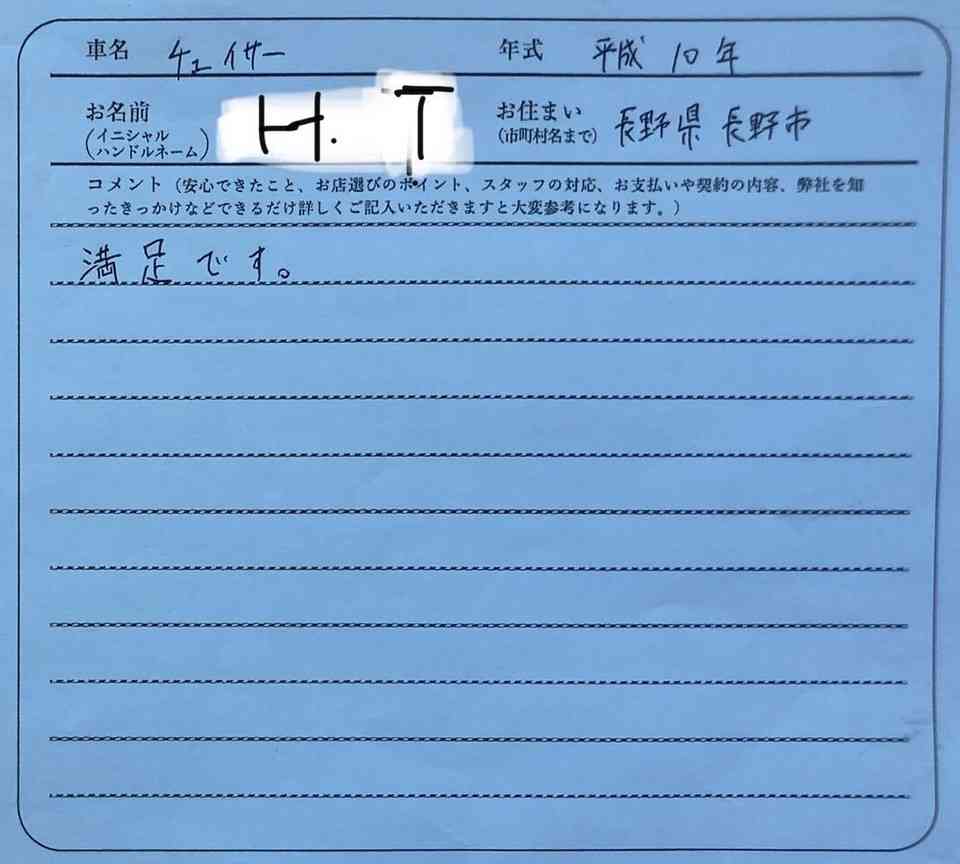 車名 チェイサー 年式 平成 10年
お名前 (イニシャル ハンドルネーム) H.T お住まい (市町村名まで) 長野県 長野市
コメント（安心できたこと、お店選びのポイント、スタッフの対応、お支払いや契約の内容、弊社を知
ったきっかけなどできるだけ詳しくご記入いただきますと大変参考になります。）
満足です。